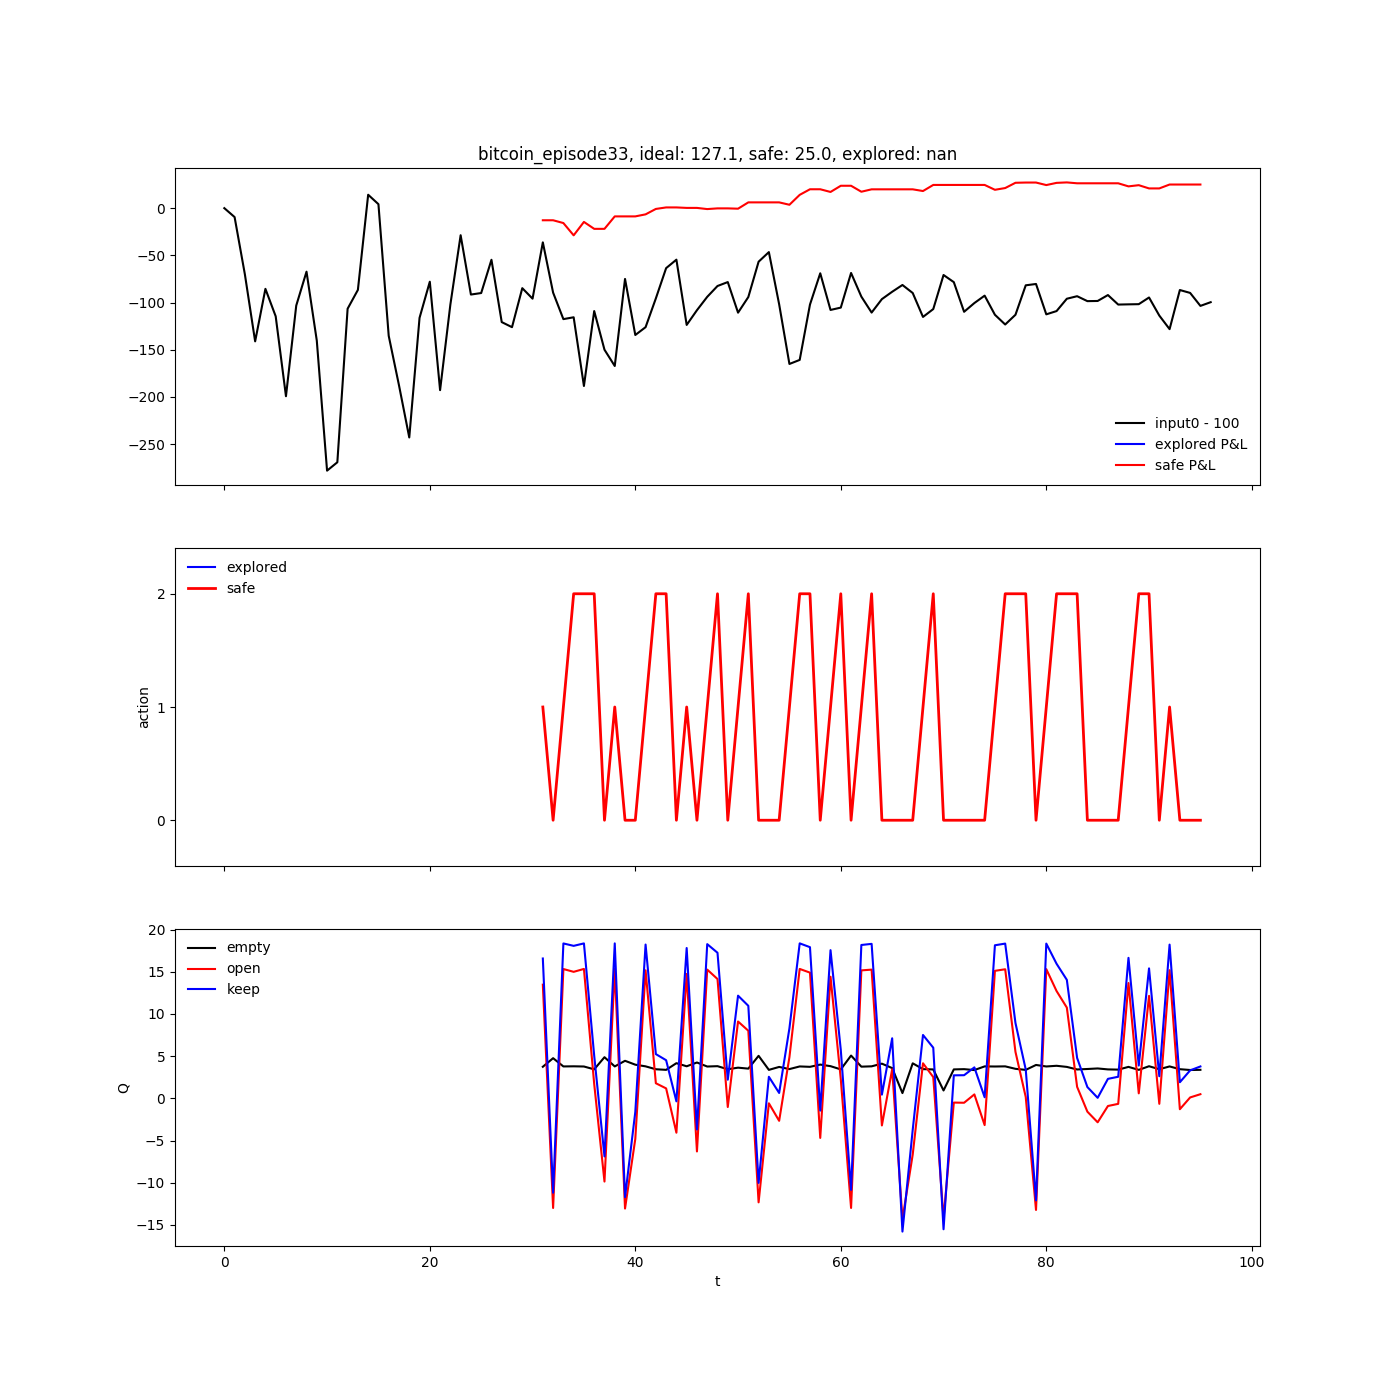 bitcoin_episode33, ideal: 127.1, safe: 25.0, explored: nan
0
−50
−100
−150
−200
−250
input0 - 100
explored P&L
safe P&L
explored
safe
2
1
0
action
empty
open
keep
20
15
10
5
0
−5
−10
−15
Q
0
20
40
60
80
100
t